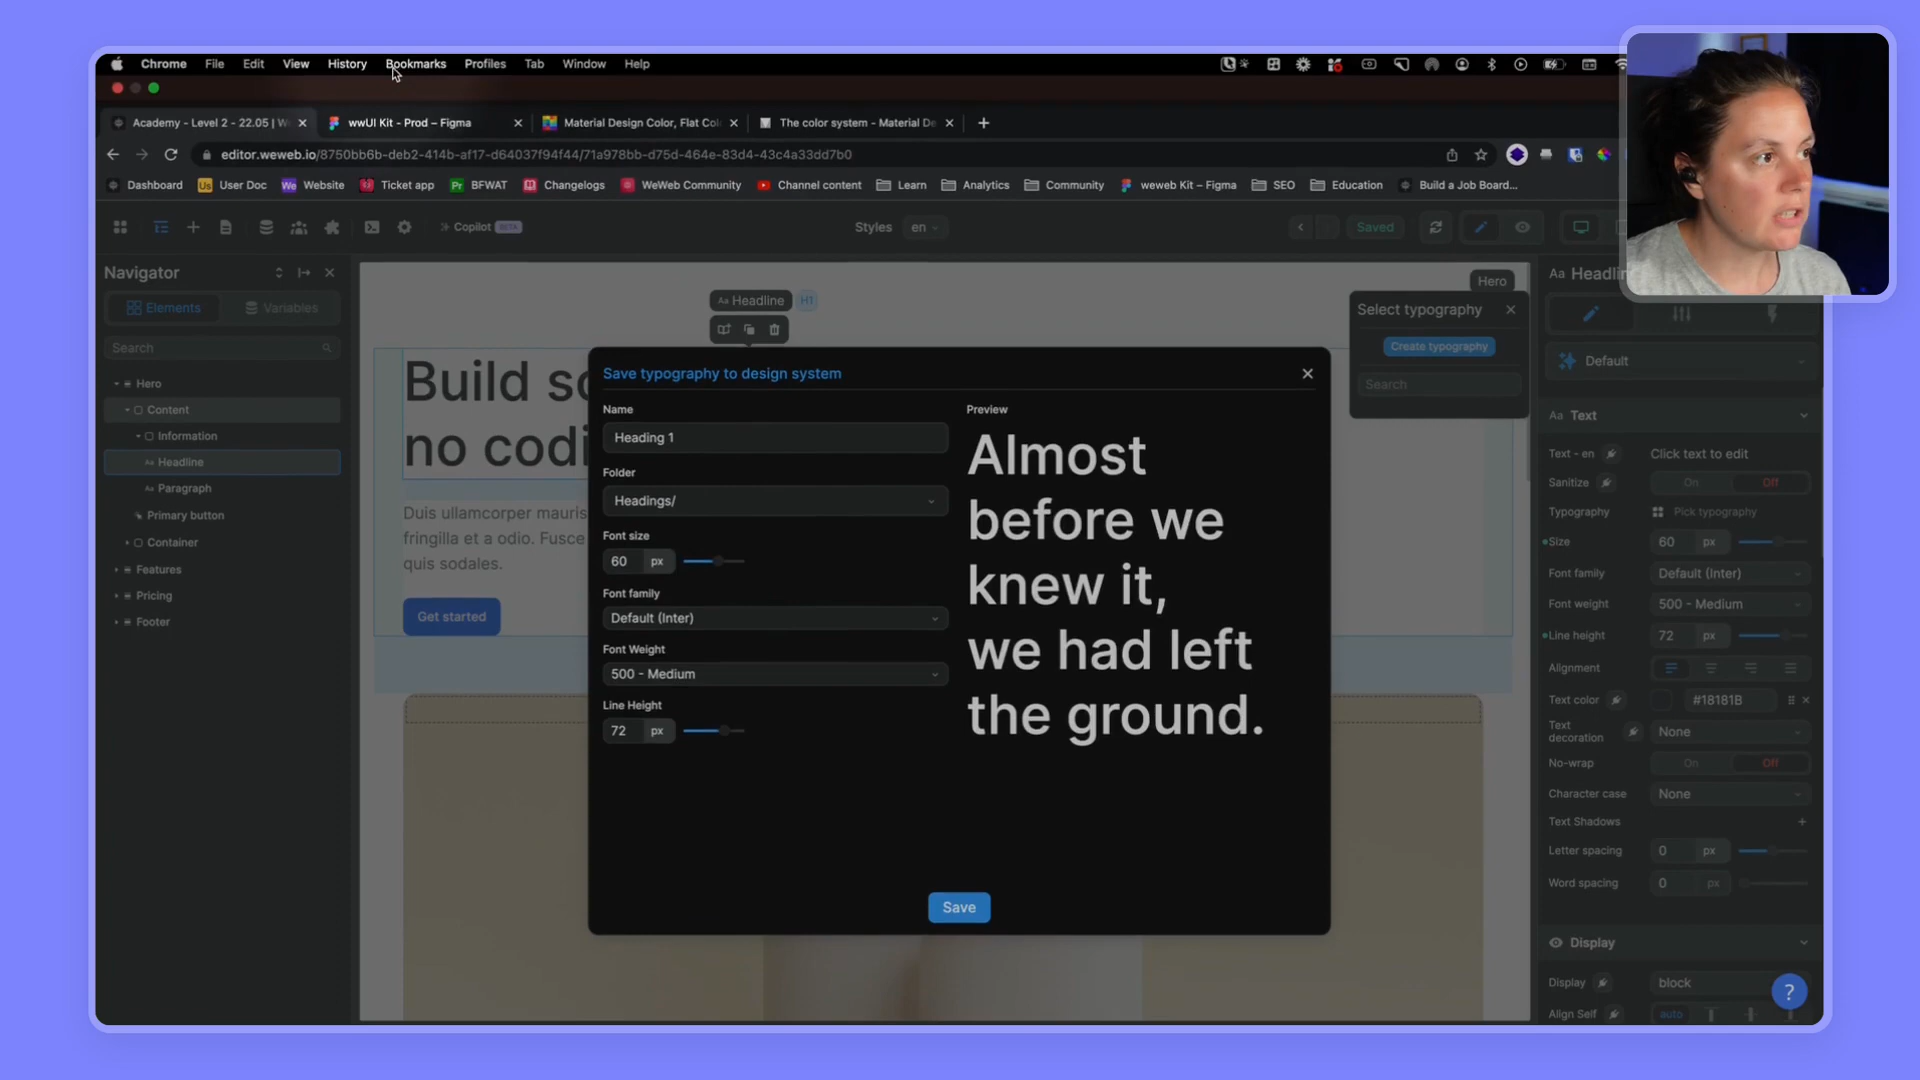 Chrome File Edit View History Bookmarks Profiles Tab Window Help
Academy - Level 2 - 22.05 | W
wwUI Kit - Prod – Figma
Material Design Color, Flat Col
The color system - Material De
editor.weweb.io/8750bb6b-deb2-414b-af17-d64037f94f44/71a978bb-d75d-464e-83d4-43c4a33dd7b0
Dashboard Us User Doc We Website Ticket app Pr BFWAT Changelogs WeWeb Community Channel content Learn Analytics Community weweb Kit – Figma SEO Education Build a Job Board...
Copilot BETA Styles en Saved
Navigator
Elements Variables
Search
Hero
Content
Information
Headline
Paragraph
Primary button
Container
Features
Pricing
Footer
Aa Headline H1
Hero
Build so
no codi
Duis ullamcorper mauris
fringilla et a odio. Fusce
quis sodales.
Get started
Save typography to design system
Name
Heading 1
Folder
Headings/
Font size
60 px
Font family
Default (Inter)
Font Weight
500 - Medium
Line Height
72 px
Preview
Almost
before we
knew it,
we had left
the ground.
Save
Select typography
Create typography
Search
Aa Headlin
Default
Aa Text
Text - en Click text to edit
Sanitize On Off
Typography Pick typography
Size 60 px
Font family Default (Inter)
Font weight 500 - Medium
Line height 72 px
Alignment
Text color #18181B
Text
decoration None
No-wrap On Off
Character case None
Text Shadows
Letter spacing 0 px
Word spacing 0 px
Display
Display block
Align Self auto
?